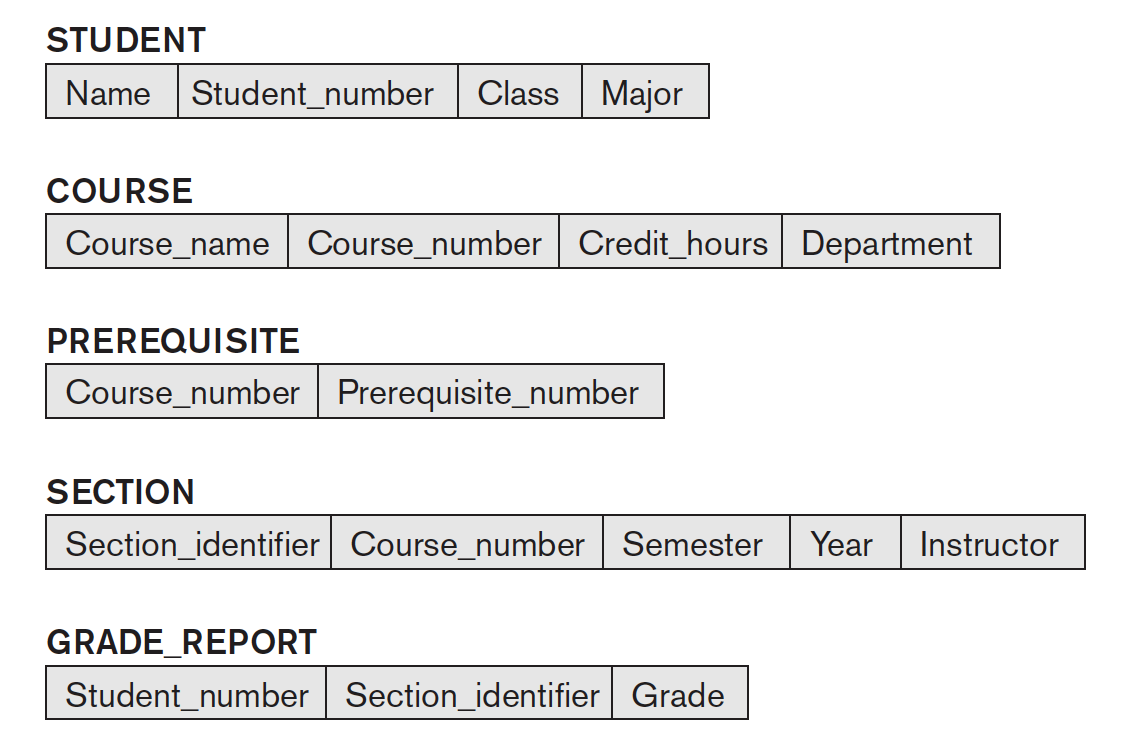 STUDENT
Name Student_number Class Major
COURSE
Course_name Course_number Credit_hours Department
PREREQUISITE
Course_number Prerequisite_number
SECTION
Section_identifier Course_number Semester Year Instructor
GRADE_REPORT
Student_number Section_identifier Grade